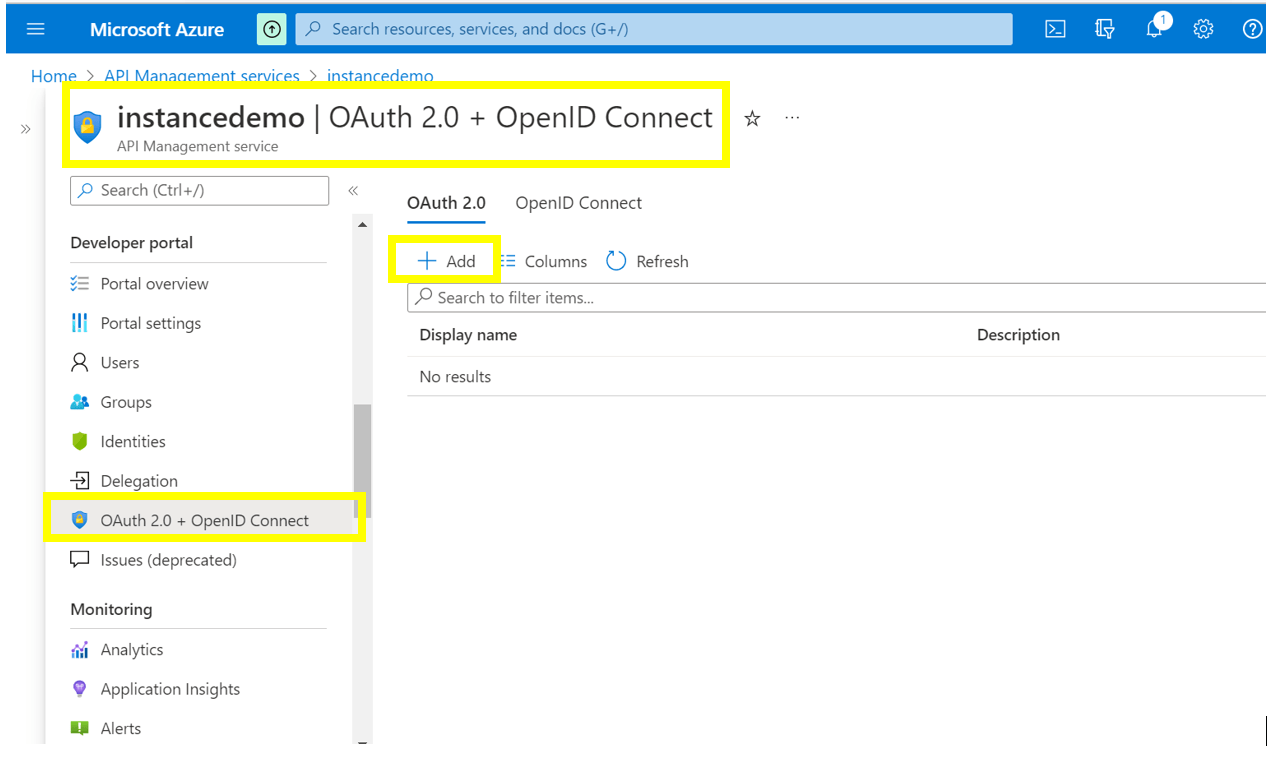 Microsoft Azure
Search resources, services, and docs (G+/)
1
Home > API Management services > instancedemo
instancedemo | OAuth 2.0 + OpenID Connect
API Management service
Search (Ctrl+/)
Developer portal
Portal overview
Portal settings
Users
Groups
Identities
Delegation
OAuth 2.0 + OpenID Connect
Issues (deprecated)
Monitoring
Analytics
Application Insights
Alerts
OAuth 2.0 OpenID Connect
Add Columns Refresh
Search to filter items...
Display name Description
No results